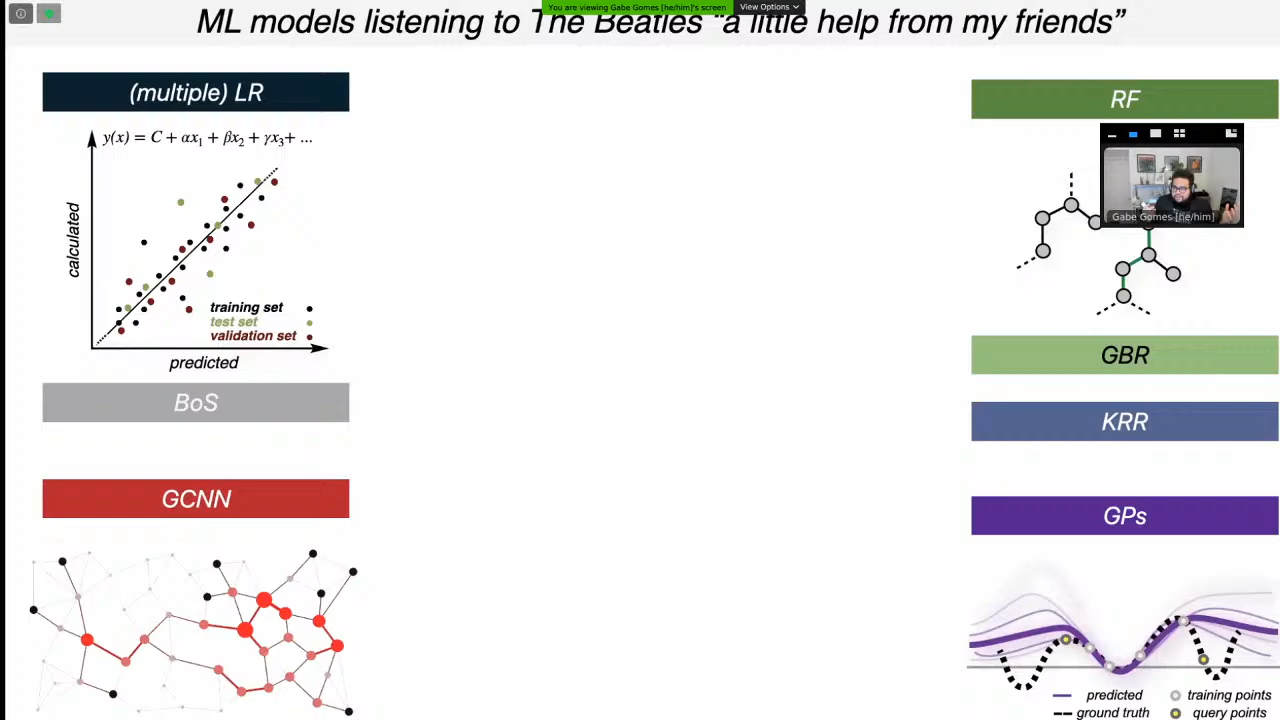 You are viewing Gabe Gomes [he/him]'s screen
View Options
ML models listening to The Beatles “a little help from my friends”
(multiple) LR
y(x) = C + αx1 + βx2 + γx3+ ...
calculated
training set
test set
validation set
predicted
BoS
GCNN
RF
Gabe Gomes [he/him]
GBR
KRR
GPs
predicted
training points
ground truth
query points